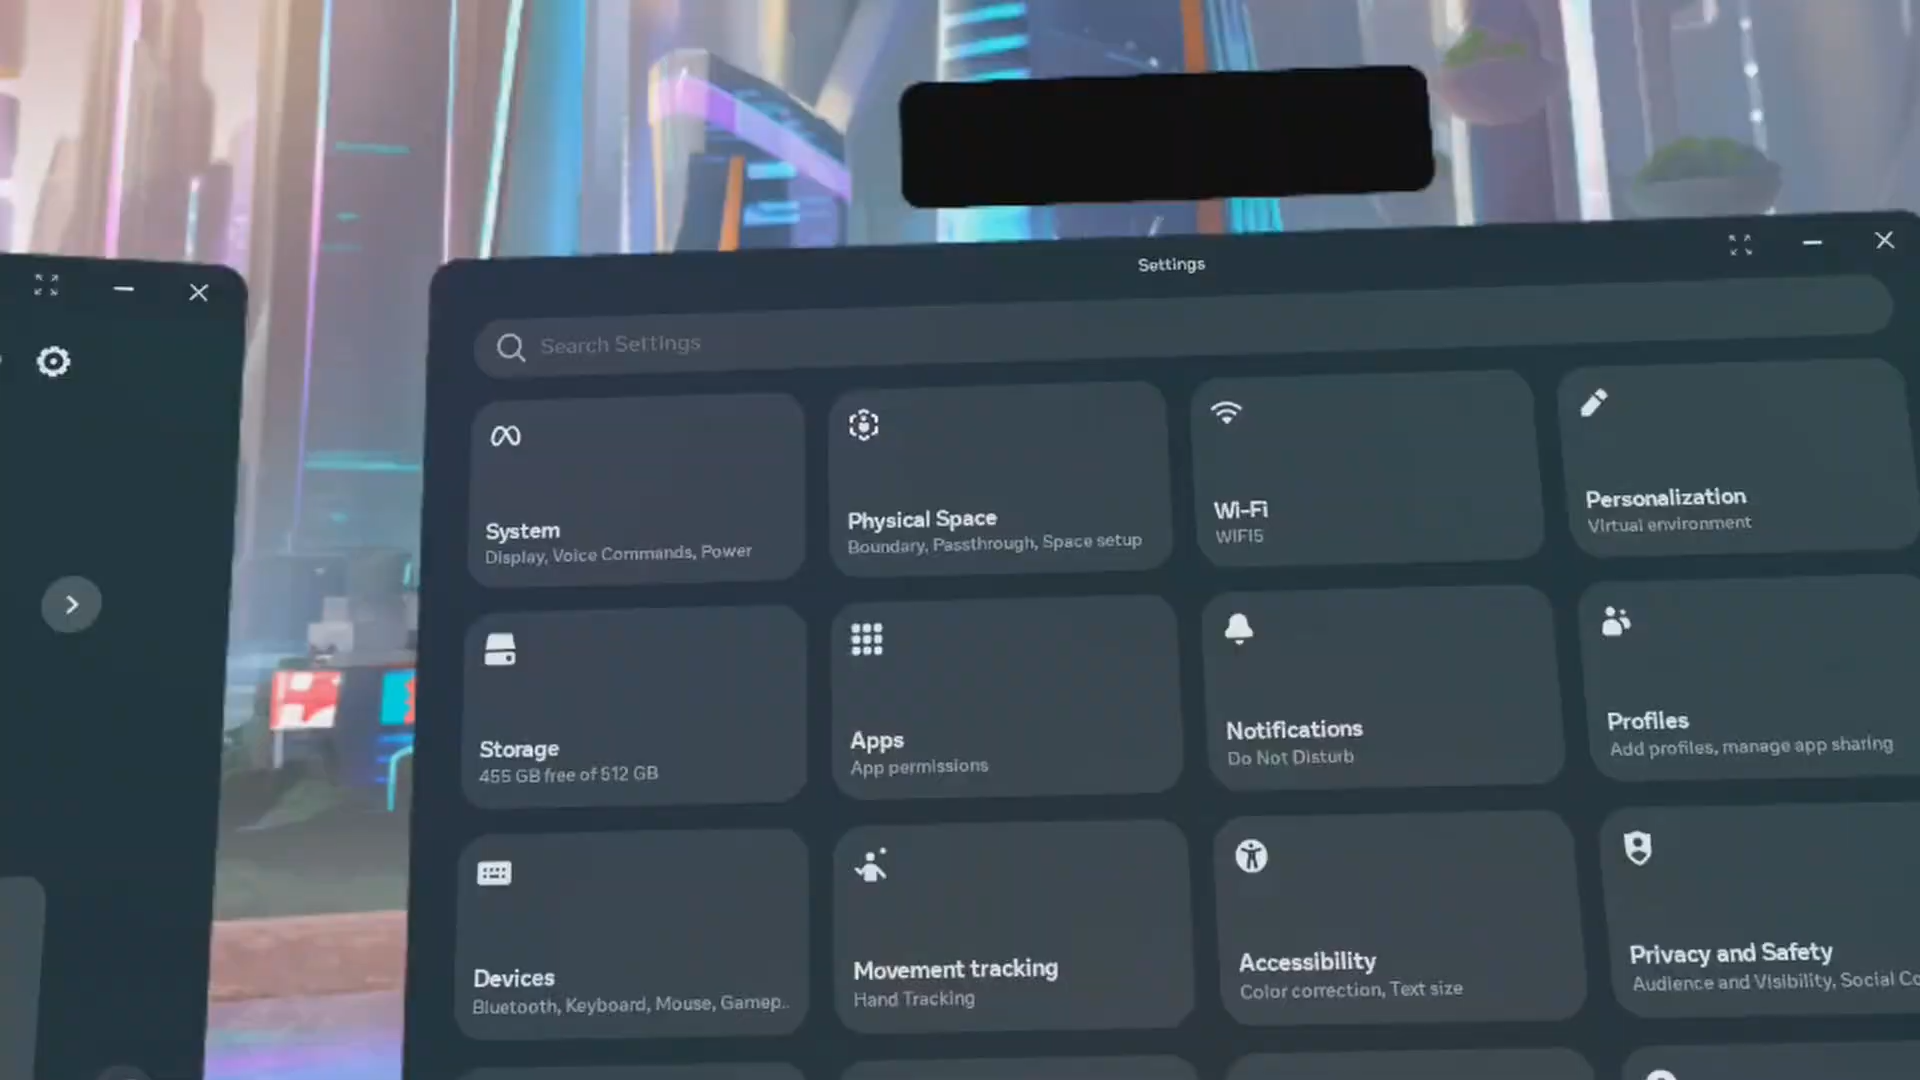 Settings
Search Settings
System
Display, Voice Commands, Power
Physical Space
Boundary, Passthrough, Space setup
Wi-Fi
WIFI5
Personalization
Virtual environment
Storage
455 GB free of 512 GB
Apps
App permissions
Notifications
Do Not Disturb
Profiles
Add profiles, manage app sharing
Devices
Bluetooth, Keyboard, Mouse, Gamep..
Movement tracking
Hand Tracking
Accessibility
Color correction, Text size
Privacy and Safety
Audience and Visibility, Social Co